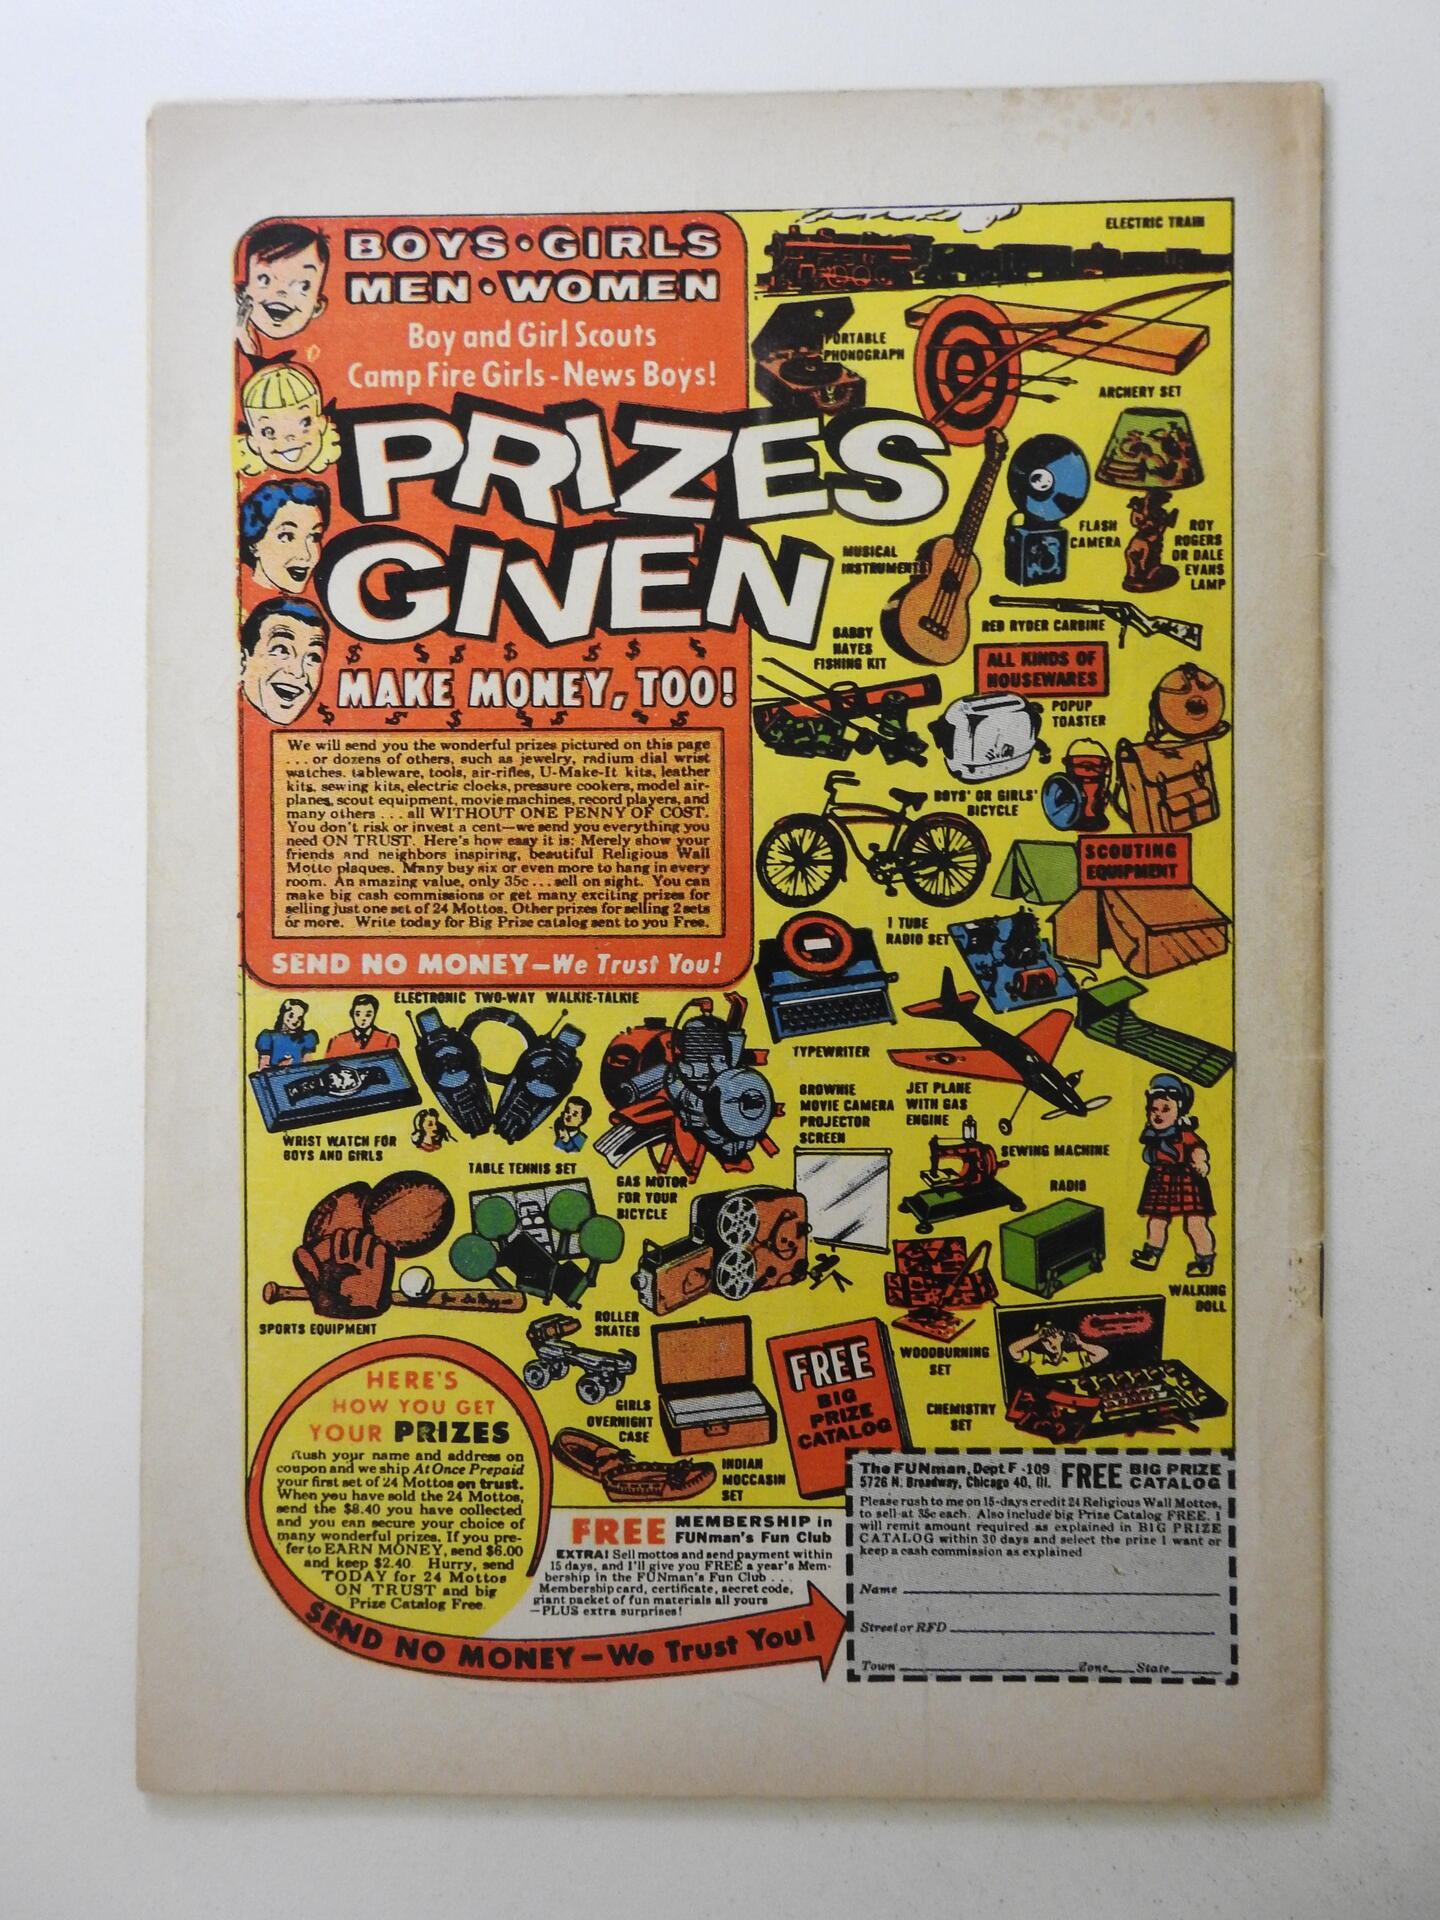 BOYS • GIRLS
MEN • WOMEN
Boy and Girl Scouts
Camp Fire Girls - News Boys!
PRIZES
GIVEN
MAKE MONEY, TOO!
We will send you the wonderful prizes pictured on this page
. . . or dozens of others, such as jewelry, radium dial wrist
watches. tableware, tools, air-rifles, U-Make-It kits, leather
kits, sewing kits, electric clocks, pressure cookers, model air-
planes, scout equipment, movie machines, record players, and
many others . . . all WITHOUT ONE PENNY OF COST.
You don't risk or invest a cent—we send you everything you
need ON TRUST. Here's how easy it is: Merely show your
friends and neighbors inspiring, beautiful Religious Wall
Motto plaques. Many buy six or even more to hang in every
room. An amazing value, only 35c . . . sell on sight. You can
make big cash commissions or get many exciting prizes for
selling just one set of 24 Mottos. Other prizes for selling 2 sets
or more. Write today for Big Prize catalog sent to you Free.
SEND NO MONEY—We Trust You!
ELECTRIC TRAIN
PORTABLE
PHONOGRAPH
ARCHERY SET
MUSICAL
INSTRUMENTS
FLASH
CAMERA
ROY
ROGERS
OR DALE
EVANS
LAMP
GABBY
HAYES
FISHING KIT
RED RYDER CARBINE
ALL KINDS OF
HOUSEWARES
POPUP
TOASTER
BOYS' OR GIRLS'
BICYCLE
SCOUTING
EQUIPMENT
1 TUBE
RADIO SET
TYPEWRITER
ELECTRONIC TWO-WAY WALKIE-TALKIE
WRIST WATCH FOR
BOYS AND GIRLS
TABLE TENNIS SET
GAS MOTOR
FOR YOUR
BICYCLE
BROWNIE
MOVIE CAMERA
PROJECTOR
SCREEN
JET PLANE
WITH GAS
ENGINE
SEWING MACHINE
RADIO
WALKING
DOLL
SPORTS EQUIPMENT
ROLLER
SKATES
GIRLS
OVERNIGHT
CASE
INDIAN
MOCCASIN
SET
FREE
BIG
PRIZE
CATALOG
WOODBURNING
SET
CHEMISTRY
SET
HERE'S
HOW YOU GET
YOUR PRIZES
Rush your name and address on
coupon and we ship At Once Prepaid
your first set of 24 Mottos on trust.
When you have sold the 24 Mottos,
send the $8.40 you have collected
and you can secure your choice of
many wonderful prizes. If you pre-
fer to EARN MONEY, send $6.00
and keep $2.40. Hurry, send
TODAY for 24 Mottos
ON TRUST and big
Prize Catalog Free.
SEND NO MONEY—We Trust You!
FREE MEMBERSHIP in
FUNman's Fun Club
EXTRA! Sell mottos and send payment within
15 days, and I'll give you FREE a year's Mem-
bership in the FUNman's Fun Club . . .
Membership card, certificate, secret code,
giant packet of fun materials all yours
—PLUS extra surprises!
The FUNman, Dept F-109
5726 N. Broadway, Chicago 40, Ill.
FREE BIG PRIZE
CATALOG
Please rush to me on 15-days credit 24 Religious Wall Mottos,
to sell at 35c each. Also include big Prize Catalog FREE. I
will remit amount required as explained in BIG PRIZE
CATALOG within 30 days and select the prize I want or
keep a cash commission as explained
Name
Street or RFD
Town Zone State